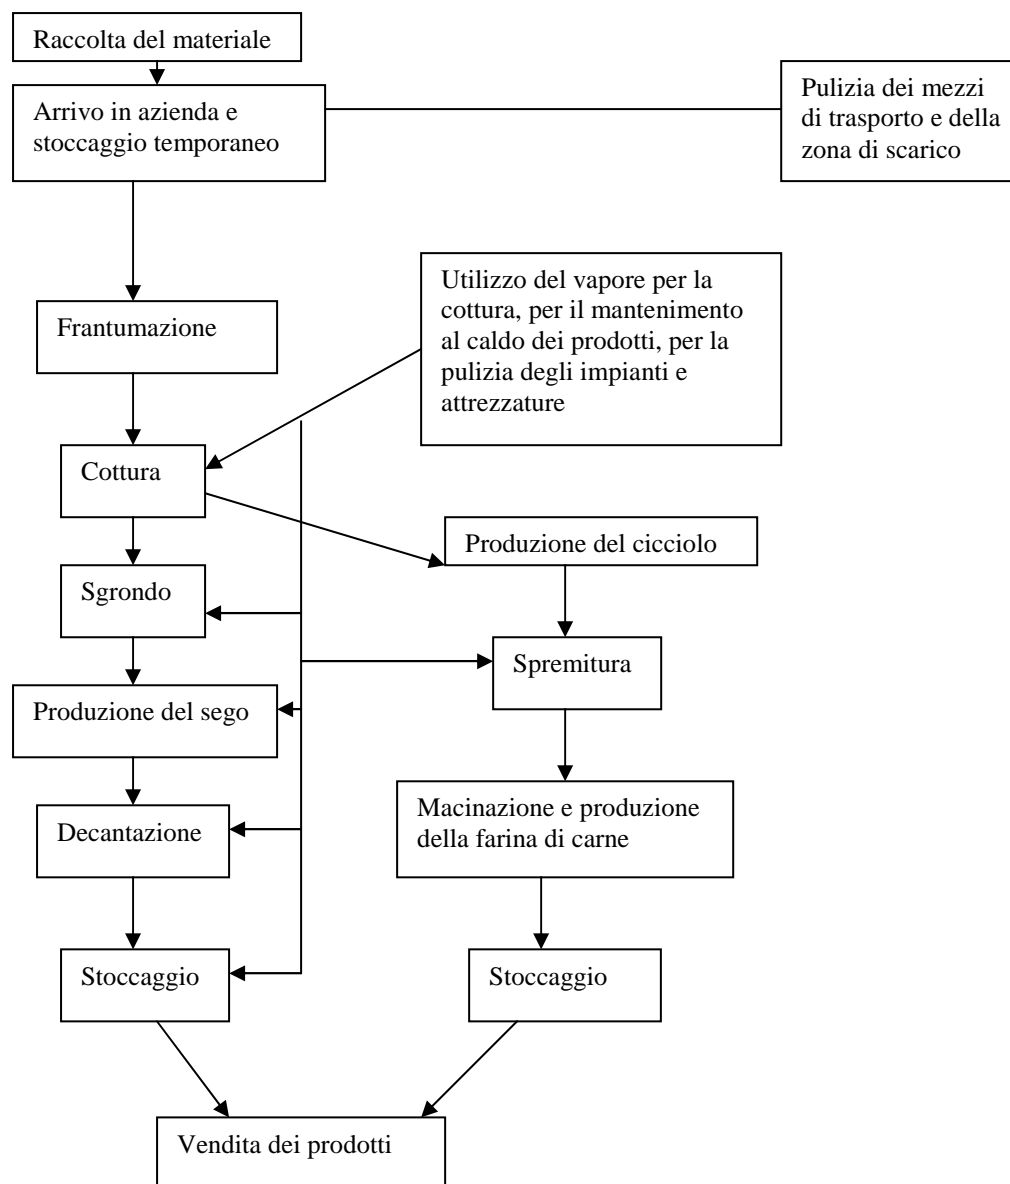 Raccolta del materiale
Arrivo in azienda e
stoccaggio temporaneo
Pulizia dei mezzi
di trasporto e della
zona di scarico
Utilizzo del vapore per la
cottura, per il mantenimento
al caldo dei prodotti, per la
pulizia degli impianti e
attrezzature
Frantumazione
Cottura
Produzione del cicciolo
Sgrondo
Spremitura
Produzione del sego
Macinazione e produzione
della farina di carne
Decantazione
Stoccaggio
Stoccaggio
Vendita dei prodotti